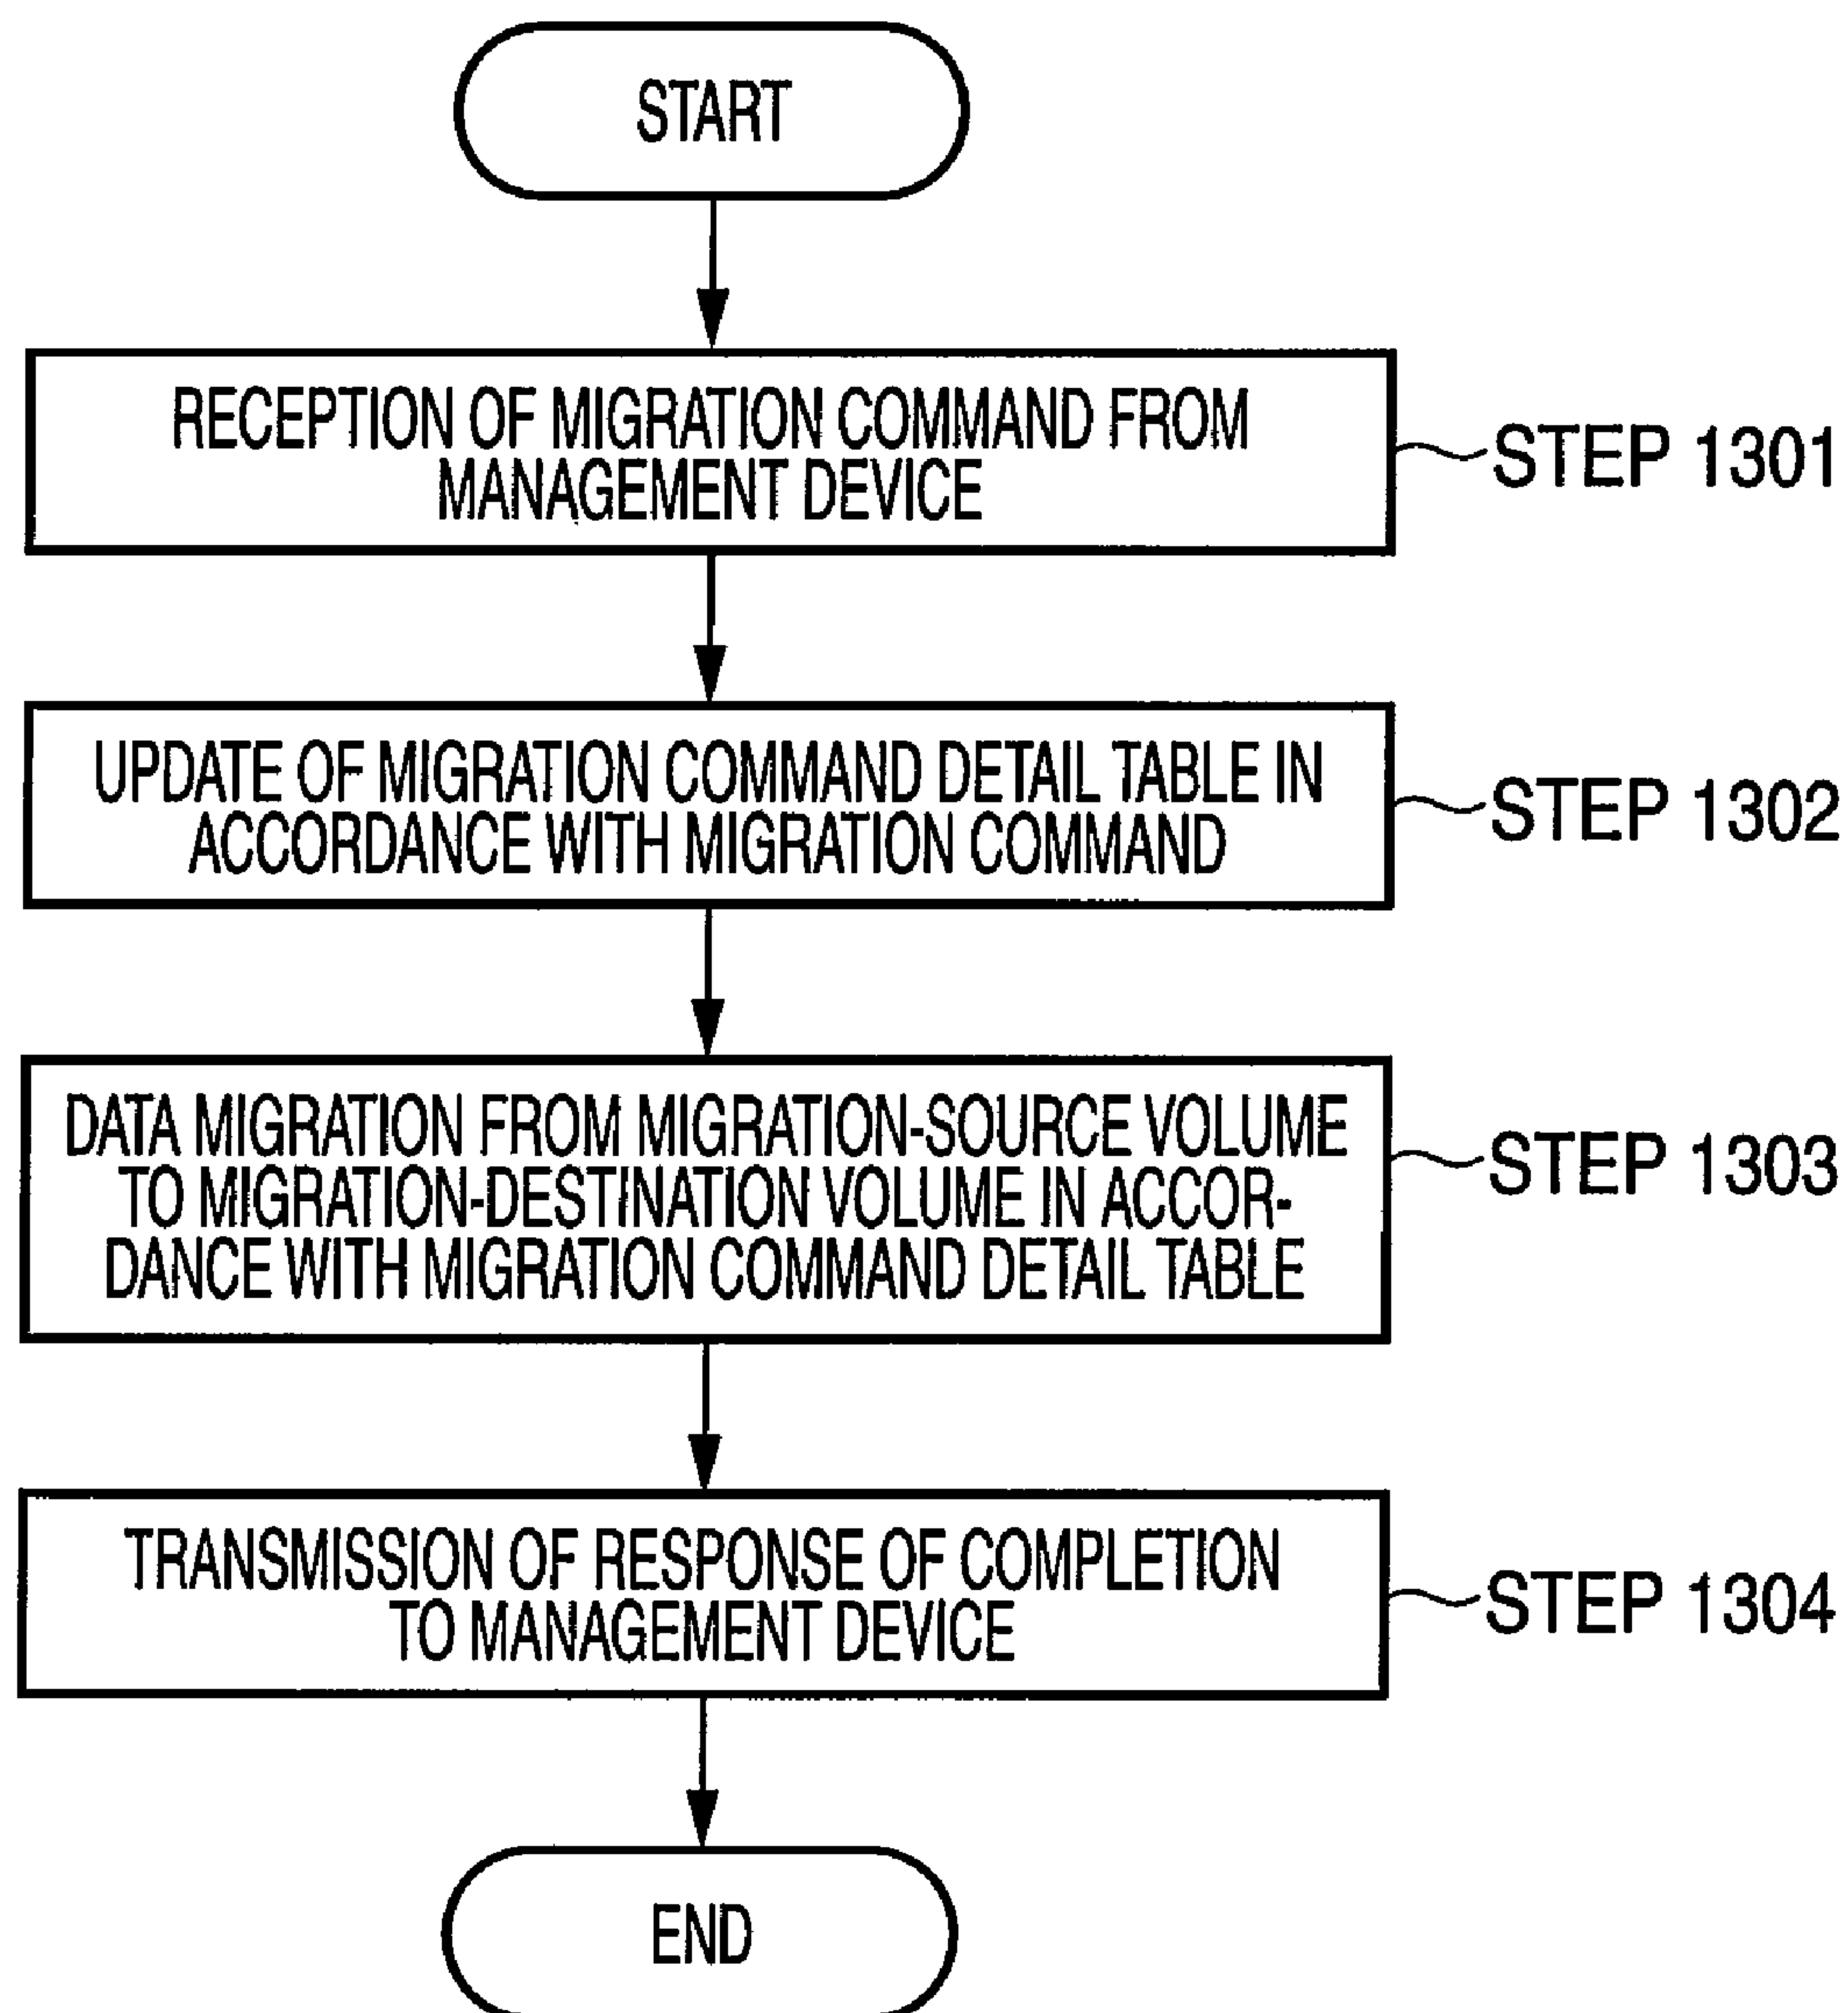 START
RECEPTION OF MIGRATION COMMAND FROM
MANAGEMENT DEVICE
STEP 1301
UPDATE OF MIGRATION COMMAND DETAIL TABLE IN
ACCORDANCE WITH MIGRATION COMMAND
STEP 1302
DATA MIGRATION FROM MIGRATION-SOURCE VOLUME
TO MIGRATION-DESTINATION VOLUME IN ACCOR-
DANCE WITH MIGRATION COMMAND DETAIL TABLE
STEP 1303
TRANSMISSION OF RESPONSE OF COMPLETION
TO MANAGEMENT DEVICE
STEP 1304
END